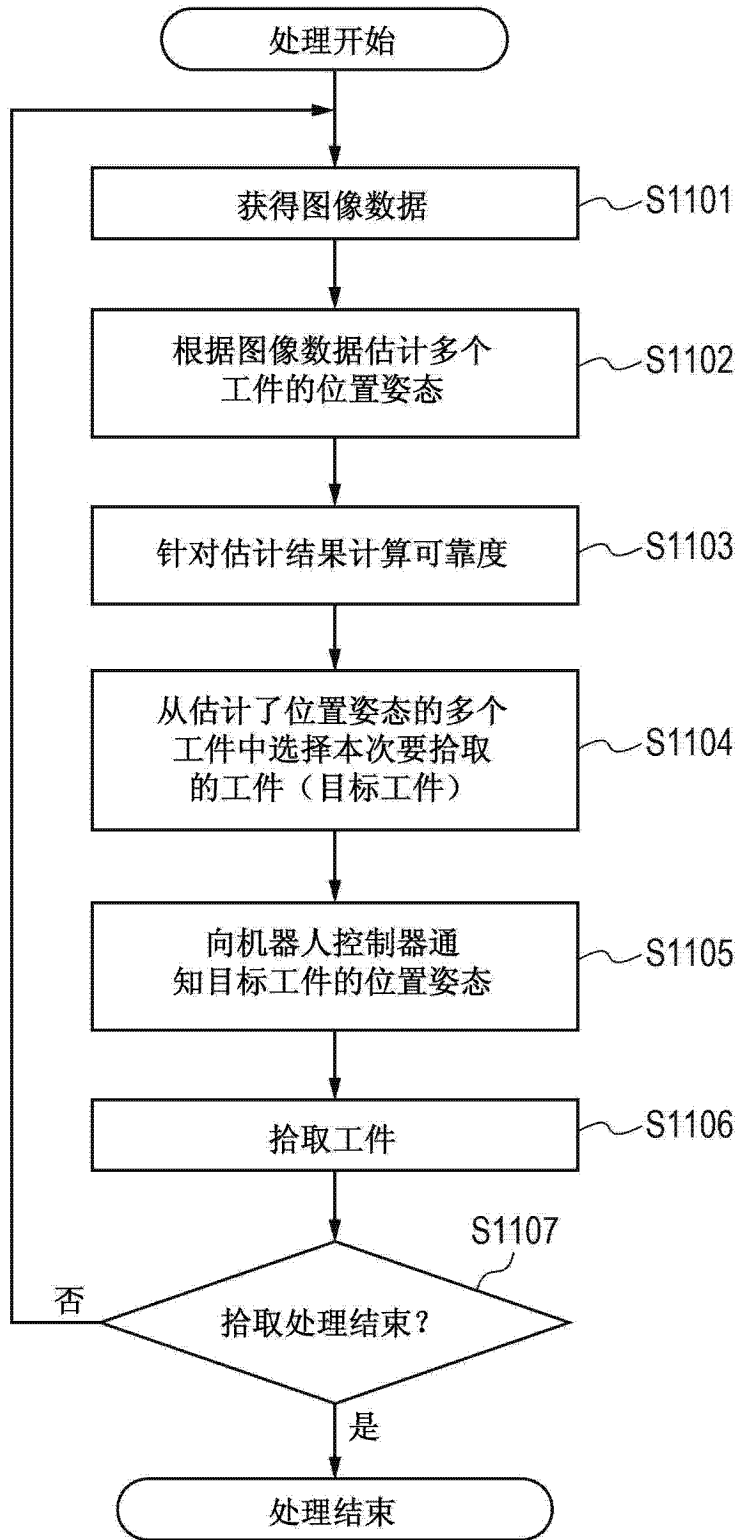 处理开始
获得图像数据
S1101
根据图像数据估计多个
工件的位置姿态
S1102
针对估计结果计算可靠度
S1103
从估计了位置姿态的多个
工件中选择本次要拾取
的工件（目标工件）
S1104
向机器人控制器通
知目标工件的位置姿态
S1105
拾取工件
S1106
S1107
拾取处理结束？
否
是
处理结束